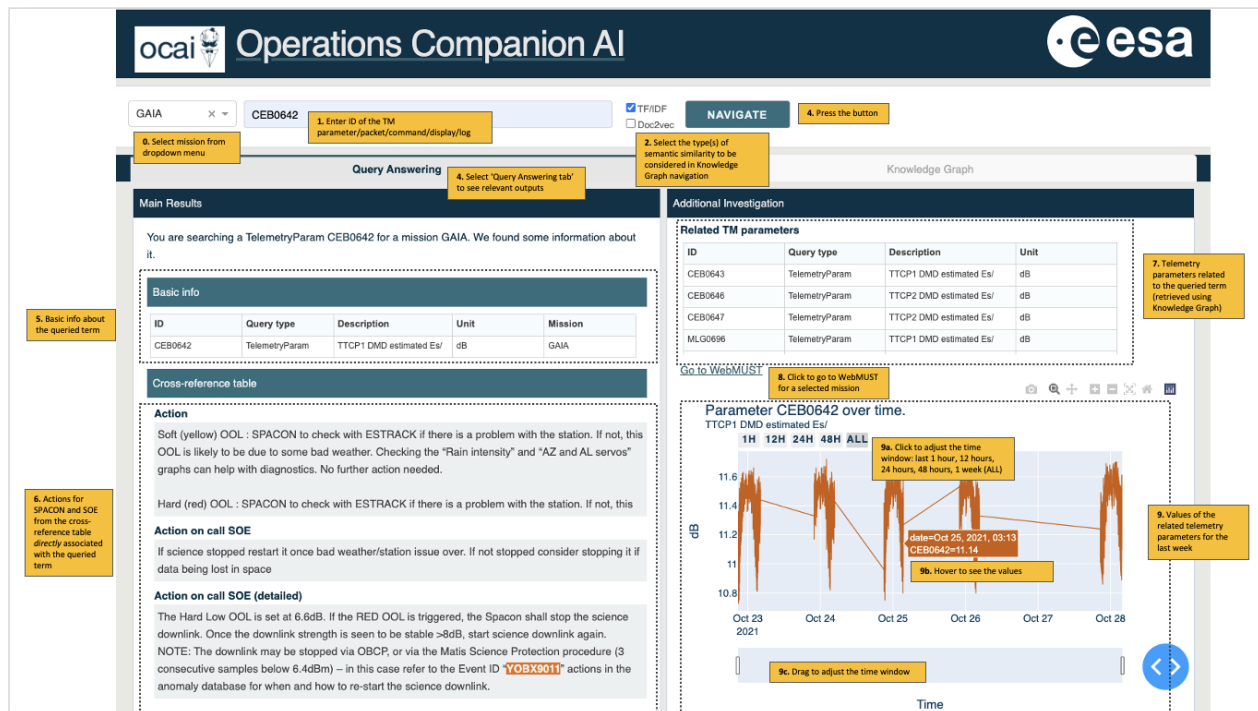 ocai
Operations Companion AI
esa
GAIA
CEB0642
1. Enter ID of the TM
parameter/packet/command/display/log
TF/IDF
Doc2vec
NAVIGATE
4. Press the button
0. Select mission from
dropdown menu
2. Select the type(s) of
semantic similarity to be
considered in Knowledge
Graph navigation
Query Answering
4. Select 'Query Answering tab'
to see relevant outputs
Knowledge Graph
Main Results
You are searching a TelemetryParam CEB0642 for a mission GAIA. We found some information about
it.
5. Basic info about
the queried term
Basic info
ID Query type Description Unit Mission
CEB0642 TelemetryParam TTCP1 DMD estimated Es/ dB GAIA
Cross-reference table
6. Actions for
SPACON and SOE
from the cross-
reference table
directly associated
with the queried
term
Action
Soft (yellow) OOL : SPACON to check with ESTRACK if there is a problem with the station. If not, this
OOL is likely to be due to some bad weather. Checking the “Rain intensity” and “AZ and AL servos”
graphs can help with diagnostics. No further action needed.
Hard (red) OOL : SPACON to check with ESTRACK if there is a problem with the station. If not, this
Action on call SOE
If science stopped restart it once bad weather/station issue over. If not stopped consider stopping it if
data being lost in space
Action on call SOE (detailed)
The Hard Low OOL is set at 6.6dB. If the RED OOL is triggered, the Spacon shall stop the science
downlink. Once the downlink strength is seen to be stable >8dB, start science downlink again.
NOTE: The downlink may be stopped via OBCP, or via the Matis Science Protection procedure (3
consecutive samples below 6.4dBm) – in this case refer to the Event ID “YOBX9011” actions in the
anomaly database for when and how to re-start the science downlink.
Additional Investigation
Related TM parameters
ID Query type Description Unit
CEB0643 TelemetryParam TTCP1 DMD estimated Es/ dB
CEB0646 TelemetryParam TTCP2 DMD estimated Es/ dB
CEB0647 TelemetryParam TTCP2 DMD estimated Es/ dB
MLG0696 TelemetryParam TTCP1 DMD estimated Es/ dB
7. Telemetry
parameters related
to the queried term
(retrieved using
Knowledge Graph)
Go to WebMUST
8. Click to go to WebMUST
for a selected mission
Parameter CEB0642 over time.
TTCP1 DMD estimated Es/
1H 12H 24H 48H ALL
9a. Click to adjust the time
window: last 1 hour, 12 hours,
24 hours, 48 hours, 1 week (ALL)
11.6
11.4
11.2
11
10.8
dB
date=Oct 25, 2021, 03:13
CEB0642=11.14
9b. Hover to see the values
9. Values of the
related telemetry
parameters for the
last week
Oct 23 Oct 24 Oct 25 Oct 26 Oct 27 Oct 28
2021
9c. Drag to adjust the time window
Time